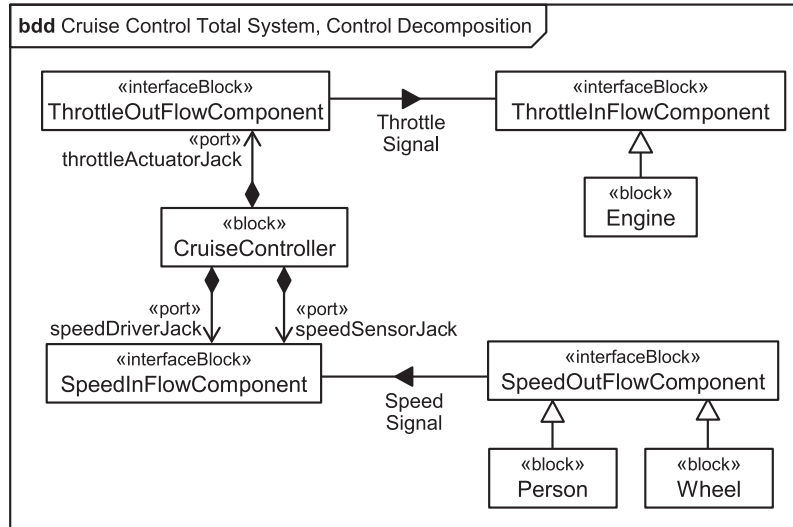 bdd Cruise Control Total System, Control Decomposition
«interfaceBlock»
ThrottleOutFlowComponent
«interfaceBlock»
ThrottleInFlowComponent
Throttle
Signal
«port»
throttleActuatorJack
«block»
Engine
«block»
CruiseController
«port»
speedDriverJack
«port»
speedSensorJack
«interfaceBlock»
SpeedInFlowComponent
«interfaceBlock»
SpeedOutFlowComponent
Speed
Signal
«block»
Person
«block»
Wheel